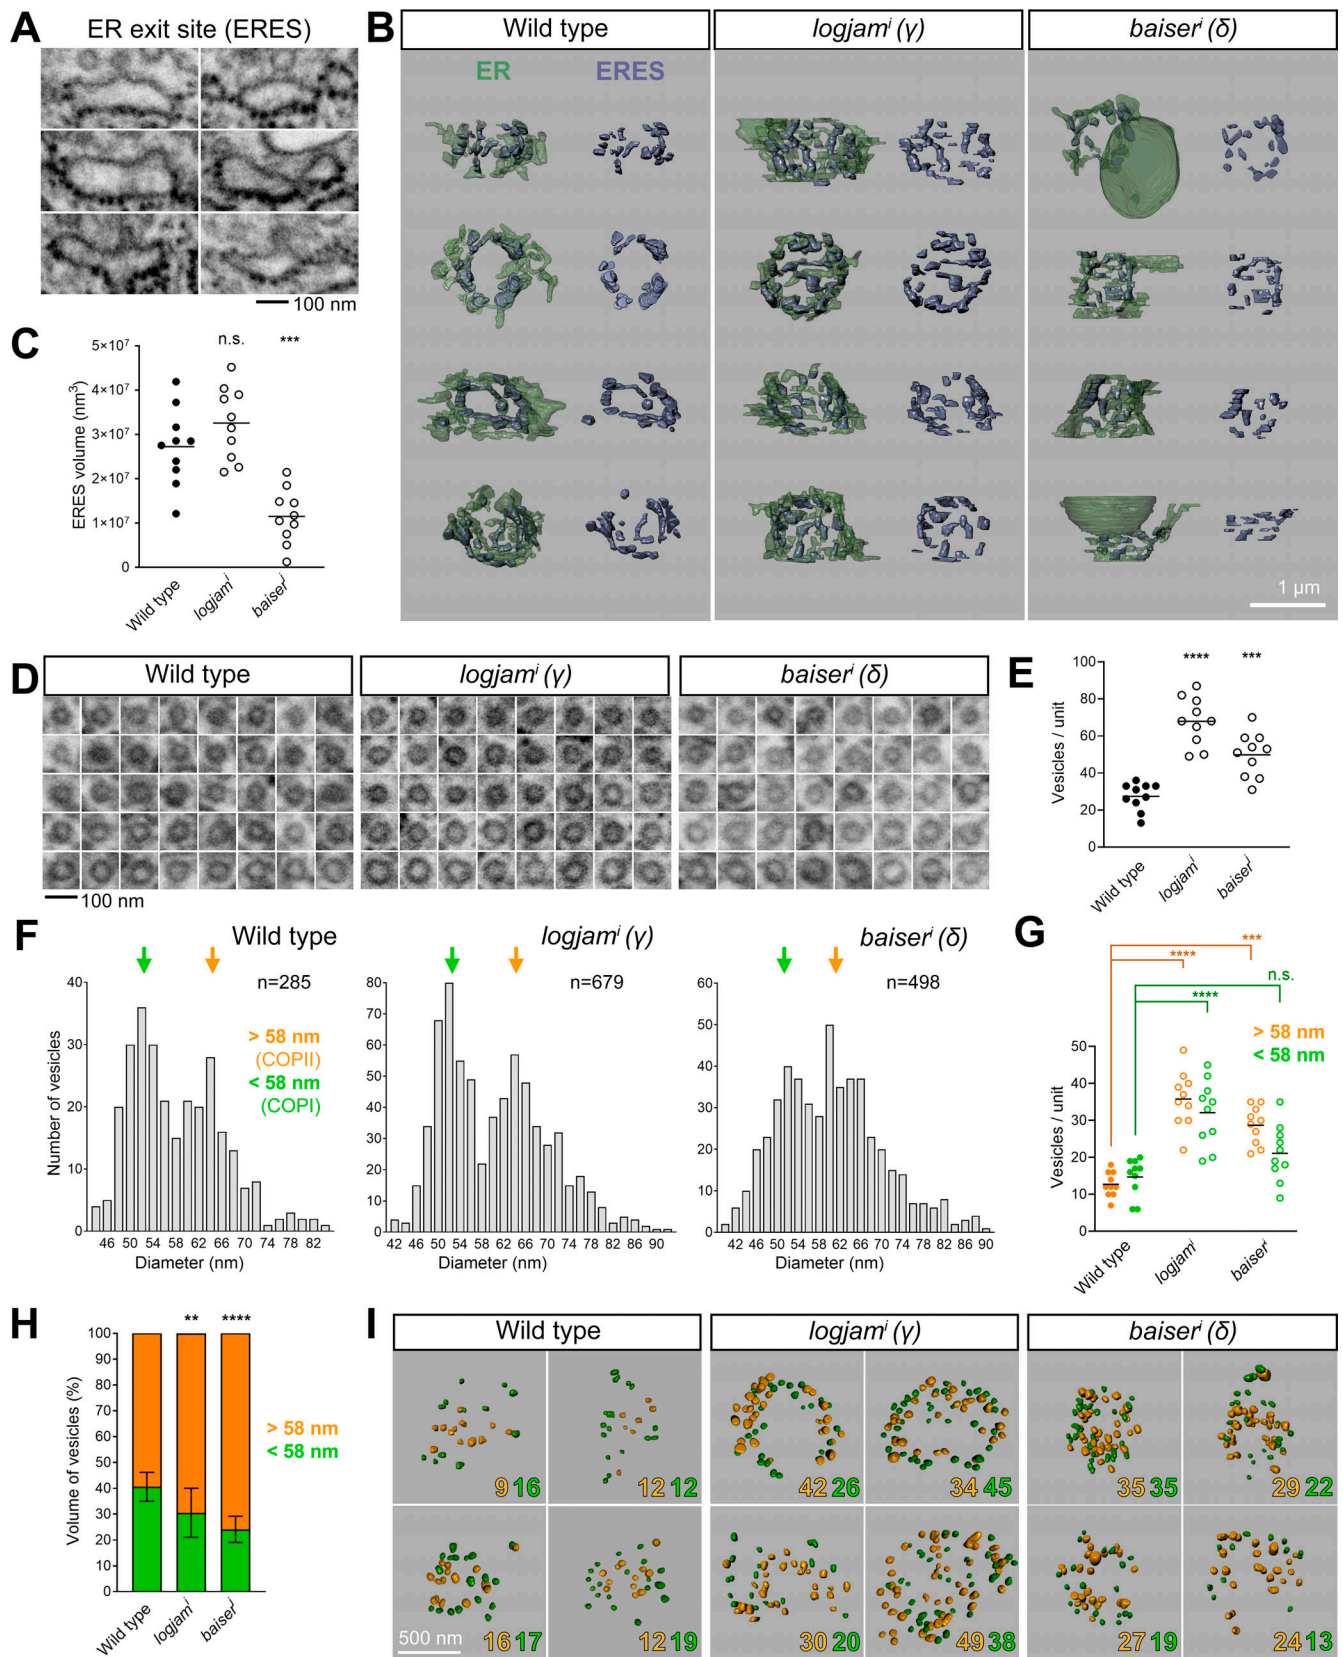 A
ER exit site (ERES)
100 nm
B
Wild type
logjamⁱ (γ)
baiserⁱ (δ)
ER
ERES
1 μm
C
ERES volume (nm³)
5×10⁷
4×10⁷
3×10⁷
2×10⁷
1×10⁷
0
n.s.
***
Wild type
logjamⁱ
baiserⁱ
D
Wild type
logjamⁱ (γ)
baiserⁱ (δ)
100 nm
E
Vesicles / unit
100
80
60
40
20
0
****
***
Wild type
logjamⁱ
baiserⁱ
F
Wild type
n=285
Number of vesicles
40
30
20
10
0
> 58 nm
(COPII)
< 58 nm
(COPI)
46 50 54 58 62 66 70 74 78 82
Diameter (nm)
logjamⁱ (γ)
n=679
80
70
60
50
40
30
20
10
0
42 46 50 54 58 62 66 70 74 78 82 86 90
Diameter (nm)
baiserⁱ (δ)
n=498
60
50
40
30
20
10
0
42 46 50 54 58 62 66 70 74 78 82 86 90
Diameter (nm)
G
***
****
n.s.
****
> 58 nm
< 58 nm
Vesicles / unit
50
40
30
20
10
0
Wild type
logjamⁱ
baiserⁱ
H
** ****
Volume of vesicles (%)
100
90
80
70
60
50
40
30
20
10
0
> 58 nm
< 58 nm
Wild type
logjamⁱ
baiserⁱ
I
Wild type
logjamⁱ (γ)
baiserⁱ (δ)
9 16
12 12
42 26
34 45
35 35
29 22
16 17
12 19
30 20
49 38
27 19
24 13
500 nm